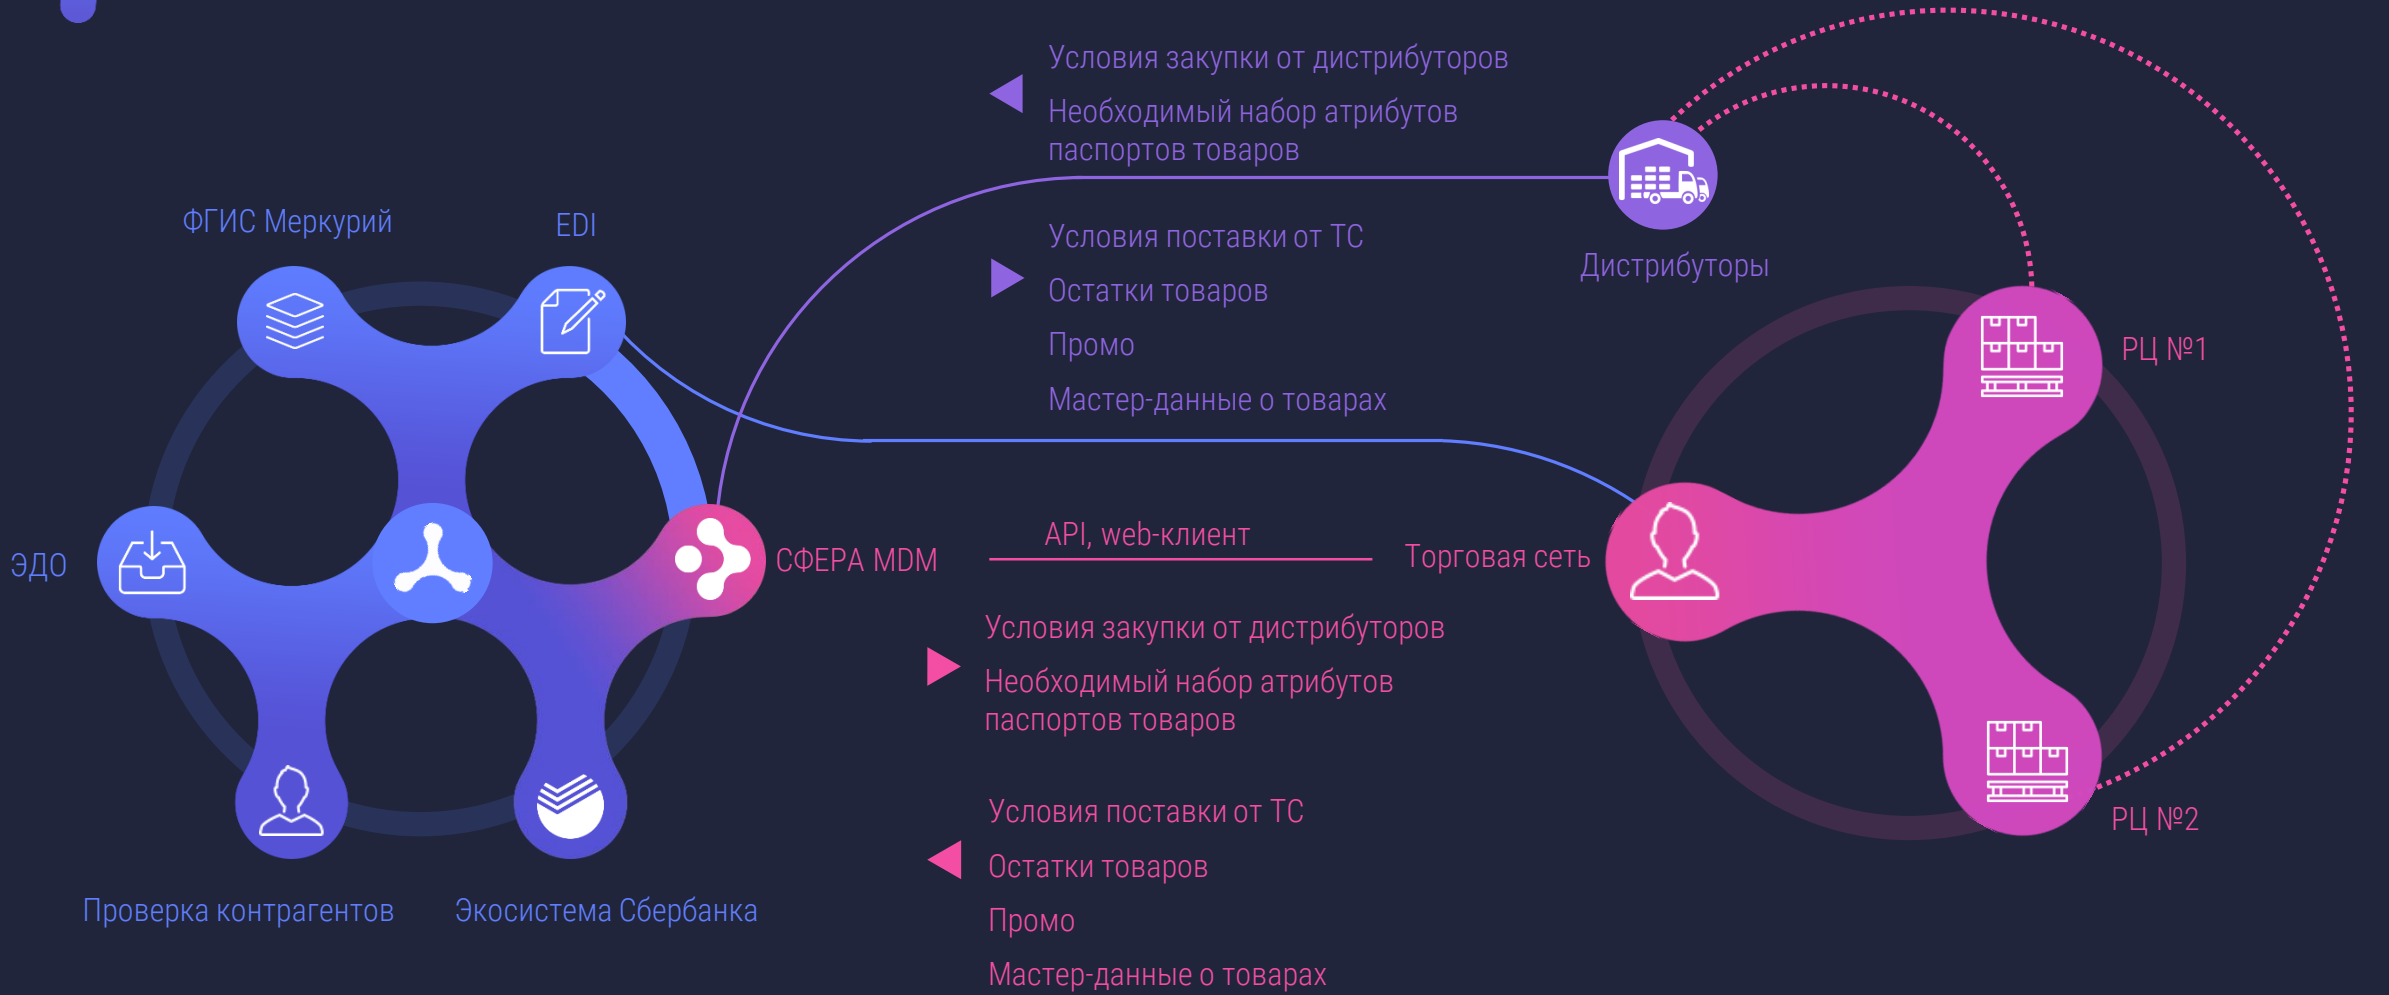 Условия закупки от дистрибуторов
Необходимый набор атрибутов
паспортов товаров
ФГИС Меркурий
EDI
Условия поставки от ТС
Остатки товаров
Промо
Мастер-данные о товарах
Дистрибуторы
РЦ №1
ЭДО
СФЕРА MDM
API, web-клиент
Торговая сеть
Условия закупки от дистрибуторов
Необходимый набор атрибутов
паспортов товаров
Условия поставки от ТС
Остатки товаров
Промо
Мастер-данные о товарах
РЦ №2
Проверка контрагентов
Экосистема Сбербанка